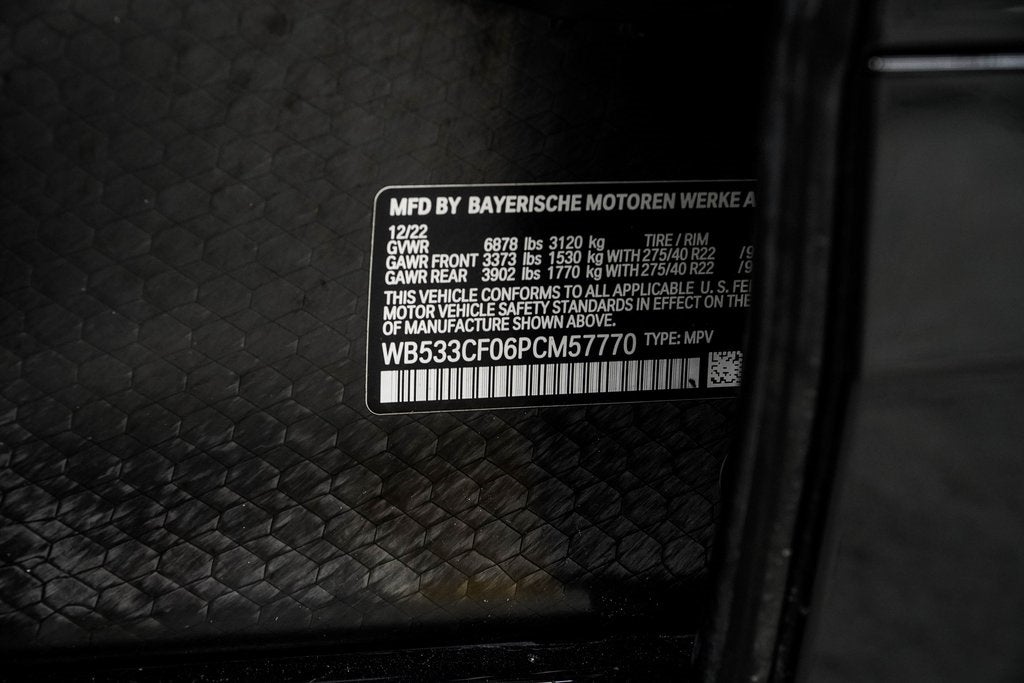 MFD BY BAYERISCHE MOTOREN WERKE A
12/22
GVWR 6878 lbs 3120 kg TIRE / RIM
GAWR FRONT 3373 lbs 1530 kg WITH 275/40 R22 /9
GAWR REAR 3902 lbs 1770 kg WITH 275/40 R22 /9
THIS VEHICLE CONFORMS TO ALL APPLICABLE U. S. FE
MOTOR VEHICLE SAFETY STANDARDS IN EFFECT ON THE
OF MANUFACTURE SHOWN ABOVE.
WB533CF06PCM57770 TYPE: MPV